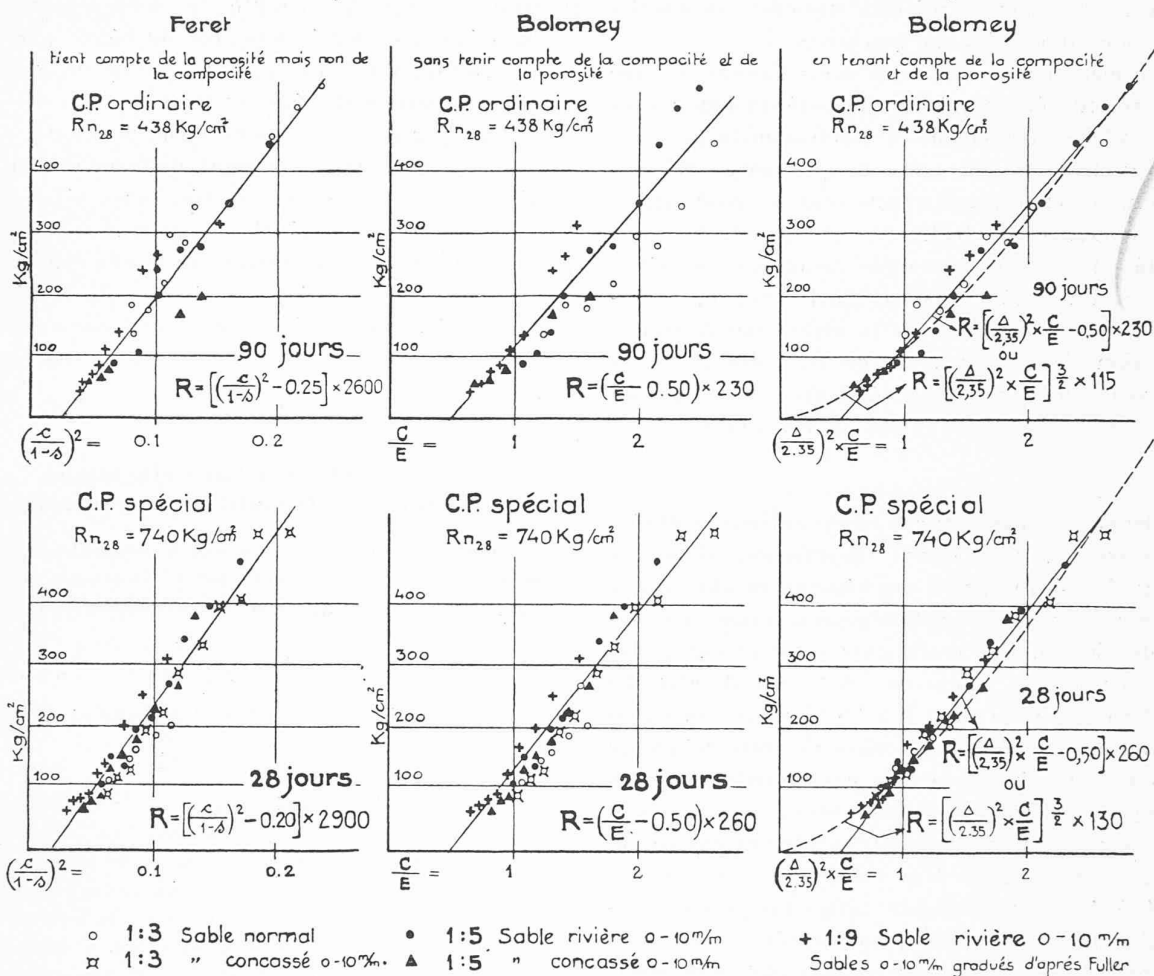 Feret
tient compte de la porosité mais non de
la compacité
C.P. ordinaire
Rn28 = 438 Kg/cm²
400
300
200
100
Kg/cm²
90 jours
R = [(c/1-s)² - 0.25] × 2600
(c/1-s)² =
0.1
0.2
Bolomey
sans tenir compte de la compacité et de
la porosité
C.P. ordinaire
Rn28 = 438 Kg/cm²
400
300
200
100
90 jours
R = (C/E - 0.50) × 230
C/E =
1
2
Bolomey
en tenant compte de la compacité
et de la porosité
C.P. ordinaire
Rn28 = 438 Kg/cm²
400
300
200
100
Kg/cm²
90 jours
R = [(Δ/2,35)² × C/E - 0,50] × 230
ou
R = [(Δ/2,35)² × C/E]^3/2 × 115
(Δ/2.35)² × C/E =
1
2
C.P. spécial
Rn28 = 740 Kg/cm²
400
300
200
100
Kg/cm²
28 jours
R = [(c/1-s)² - 0.20] × 2900
(c/1-s)² =
0.1
0.2
C.P. spécial
Rn28 = 740 Kg/cm²
400
300
200
100
28 jours
R = (C/E - 0.50) × 260
C/E =
1
2
C.P. spécial
Rn28 = 740 Kg/cm²
400
300
200
100
Kg/cm²
28 jours
R = [(Δ/2,35)² × C/E - 0,50] × 260
ou
R = [(Δ/2.35)² × C/E]^3/2 × 130
(Δ/2.35)² × C/E =
1
2
○ 1:3 Sable normal
¤ 1:3 " concassé 0-10 m/m.
● 1:5 Sable rivière 0-10 m/m
▲ 1:5 " concassé 0-10 m/m
+ 1:9 Sable rivière 0-10 m/m
Sables 0-10 m/m gradués d'aprés Fuller